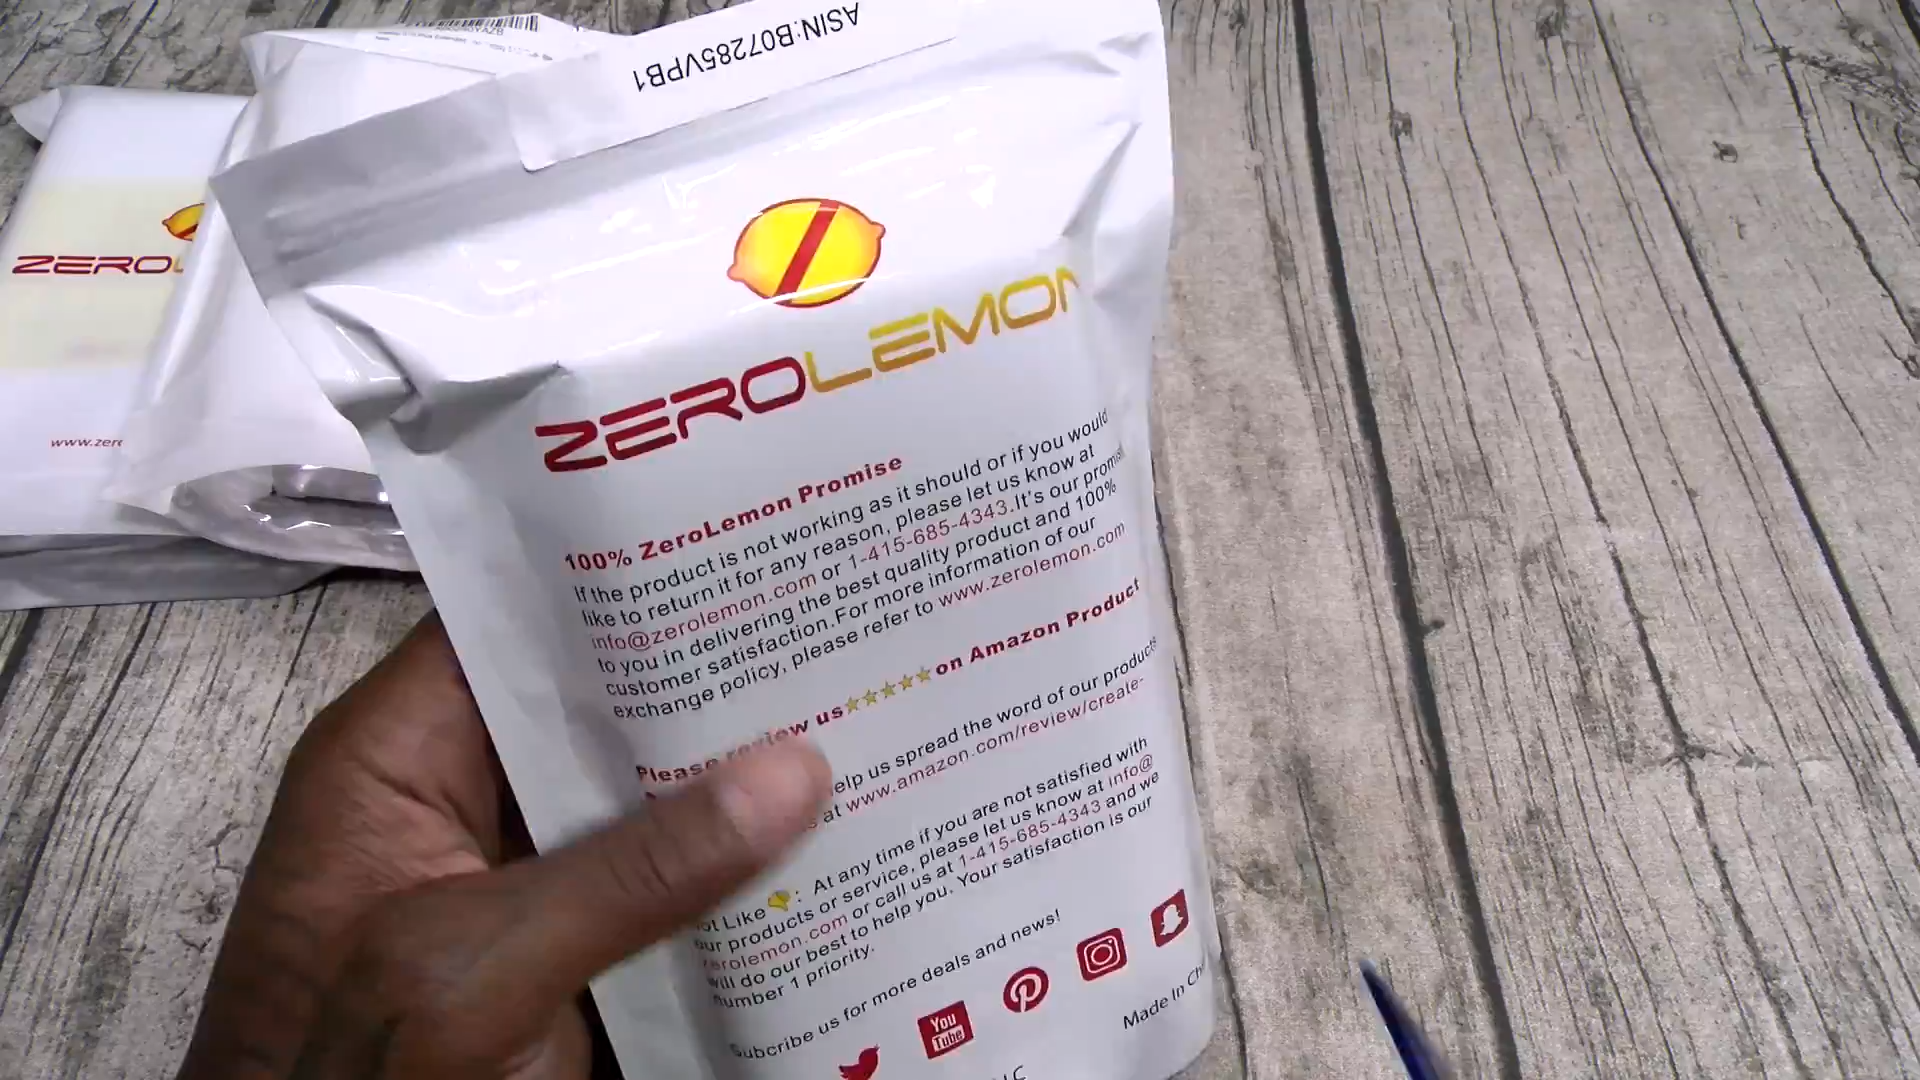 ASIN:B07285VPB1
ZEROLEMON
100% ZeroLemon Promise
If the product is not working as it should or if you would
like to return it for any reason, please let us know at
info@zerolemon.com or 1-415-685-4343.It's our promis
to you in delivering the best quality product and 100%
customer satisfaction.For more information of our
exchange policy, please refer to www.zerolemon.com
Please review us★★★★★on Amazon Product
elp us spread the word of our products
s at www.amazon.com/review/create-
ot Like 👎: At any time if you are not satisfied with
our products or service, please let us know at info@
zerolemon.com or call us at 1-415-685-4343 and we
will do our best to help you. Your satisfaction is our
number 1 priority.
Subcribe us for more deals and news!
You
Tube
Made In Ch
ZEROL
www.zero